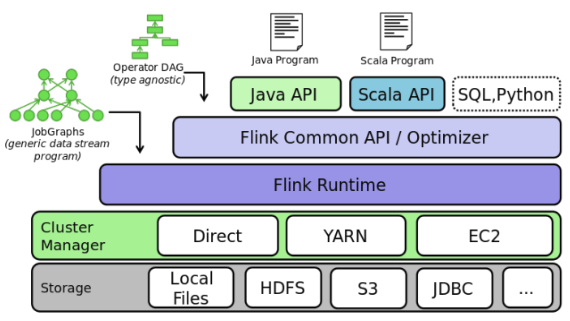 Operator DAG
(type agnostic)
Java Program
Scala Program
JobGraphs
(generic data stream
program)
Java API
Scala API
SQL,Python
Flink Common API / Optimizer
Flink Runtime
Cluster
Manager
Direct
YARN
EC2
Storage
Local
Files
HDFS
S3
JDBC
...